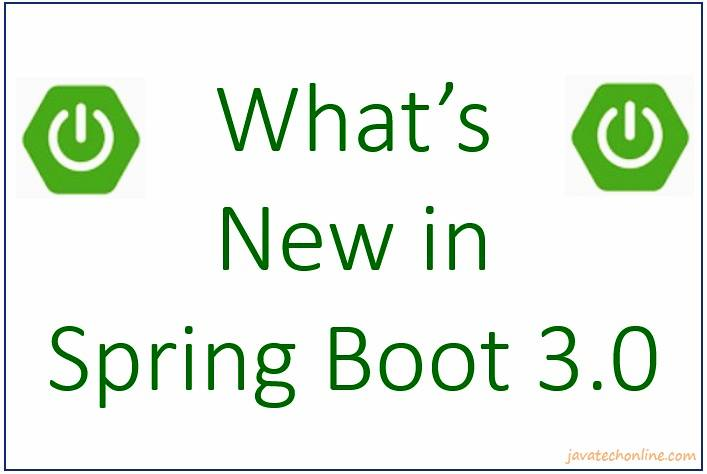 What’s
New in
Spring Boot 3.0
javatechonline.com